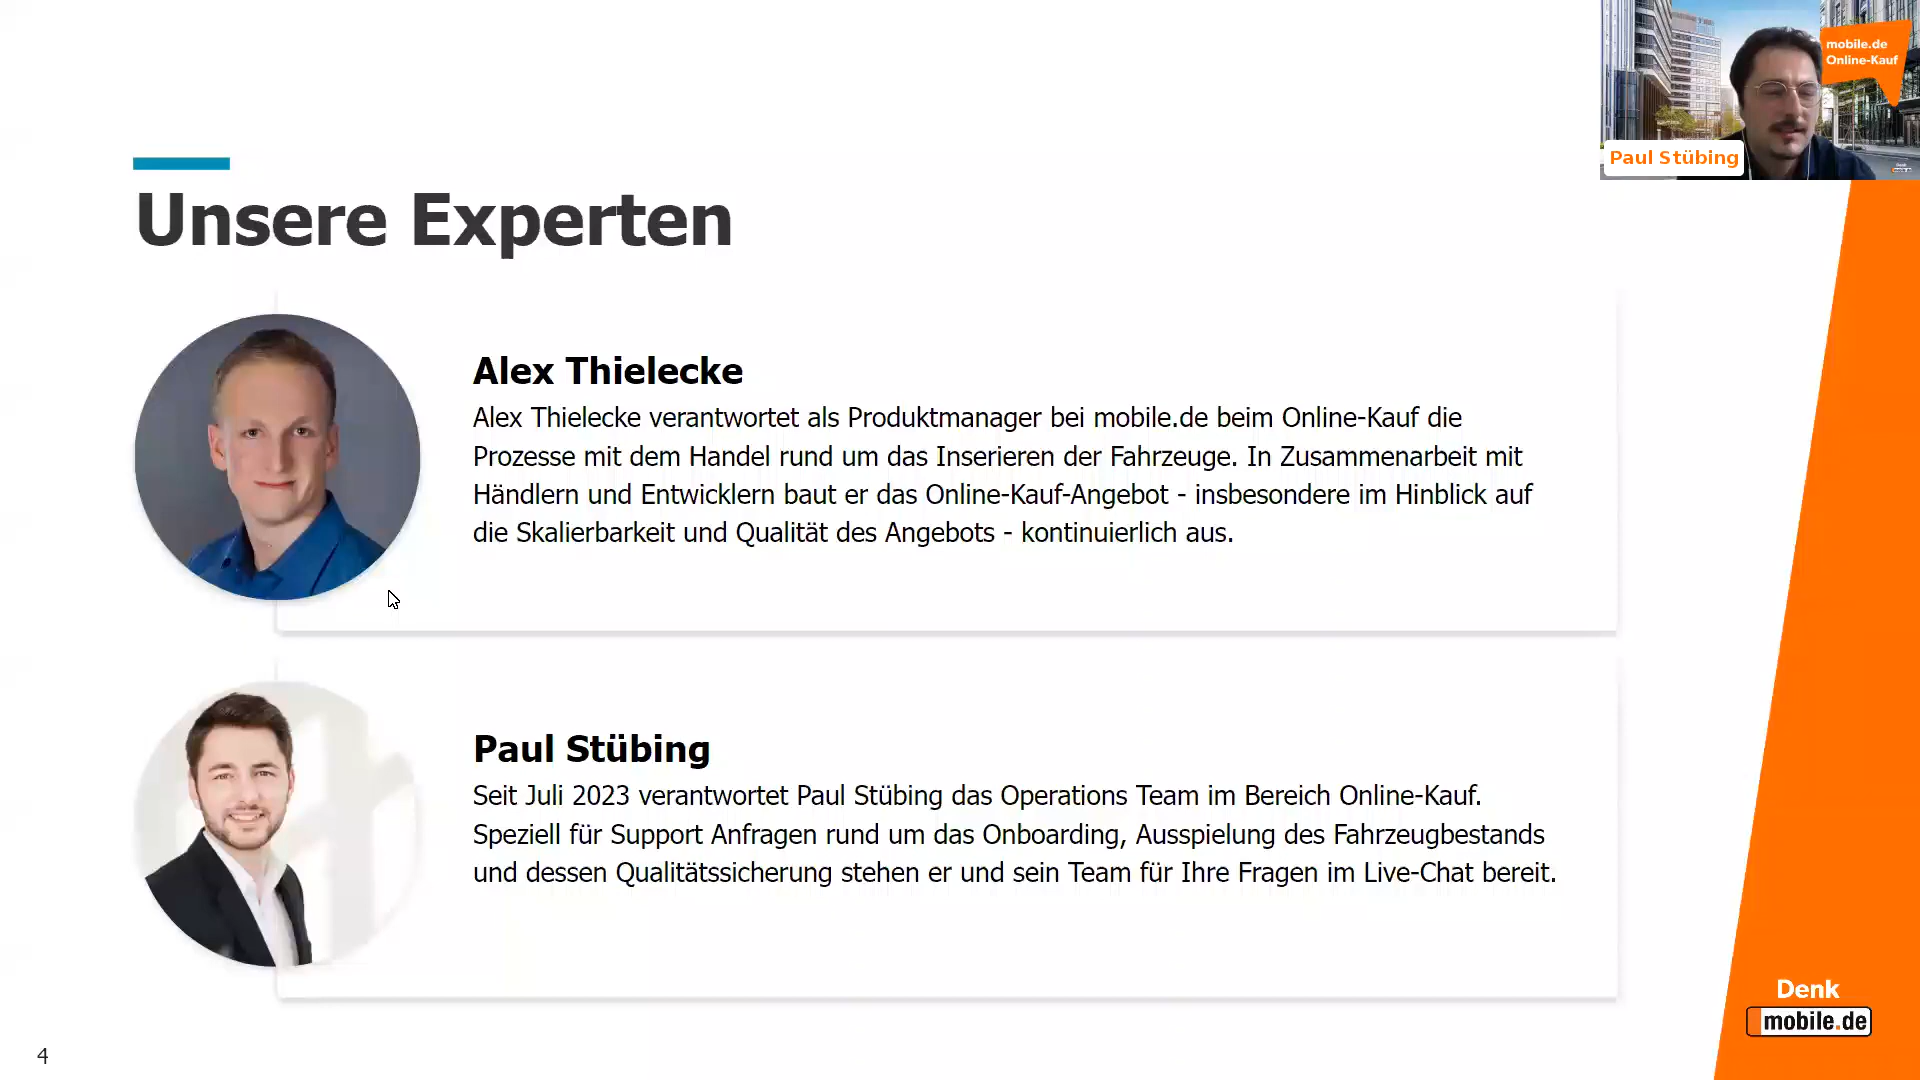 mobile.de
Online-Kauf
Paul Stübing
Unsere Experten
Alex Thielecke
Alex Thielecke verantwortet als Produktmanager bei mobile.de beim Online-Kauf die
Prozesse mit dem Handel rund um das Inserieren der Fahrzeuge. In Zusammenarbeit mit
Händlern und Entwicklern baut er das Online-Kauf-Angebot - insbesondere im Hinblick auf
die Skalierbarkeit und Qualität des Angebots - kontinuierlich aus.
Paul Stübing
Seit Juli 2023 verantwortet Paul Stübing das Operations Team im Bereich Online-Kauf.
Speziell für Support Anfragen rund um das Onboarding, Ausspielung des Fahrzeugbestands
und dessen Qualitätssicherung stehen er und sein Team für Ihre Fragen im Live-Chat bereit.
Denk
mobile.de
4